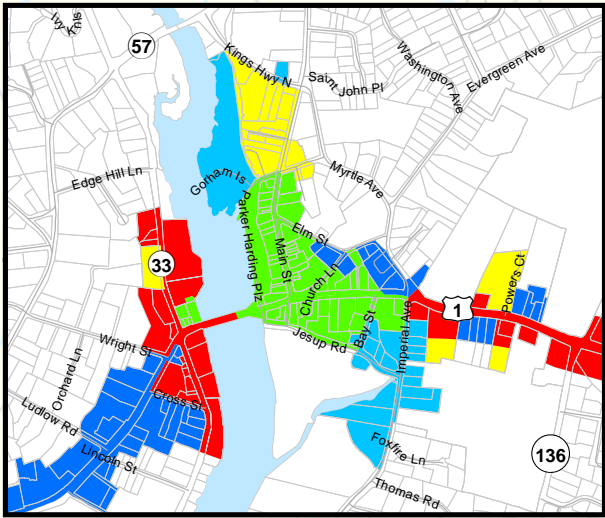 Ivy Kn
57
Kings Hwy N
Saint John Pl
Washington Ave
Evergreen Ave
Edge Hill Ln
Gorham Is
Myrtle Ave
Parker Harding Plz
Main St
Elm St
Church Ln
33
Powers Ct
1
Bay St
Imperial Ave
Jesup Rd
Wright St
Orchard Ln
Cross St
Ludlow Rd
Lincoln St
Foxfire Ln
136
Thomas Rd